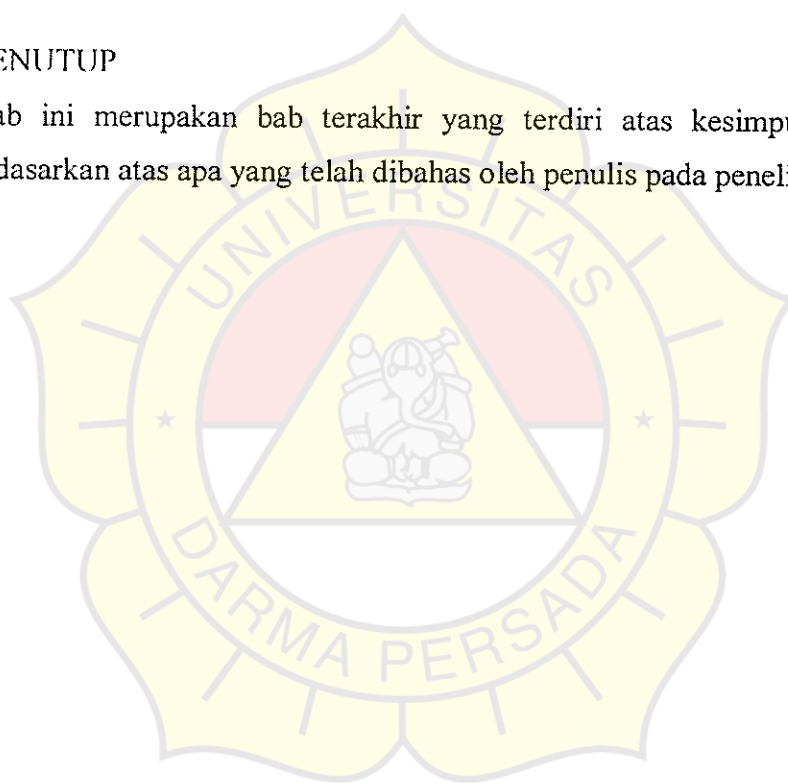 ENUTUP
ab ini merupakan bab terakhir yang terdiri atas kesimpu
dasarkan atas apa yang telah dibahas oleh penulis pada peneli
UNIVERSITAS
DARMA PERSADA